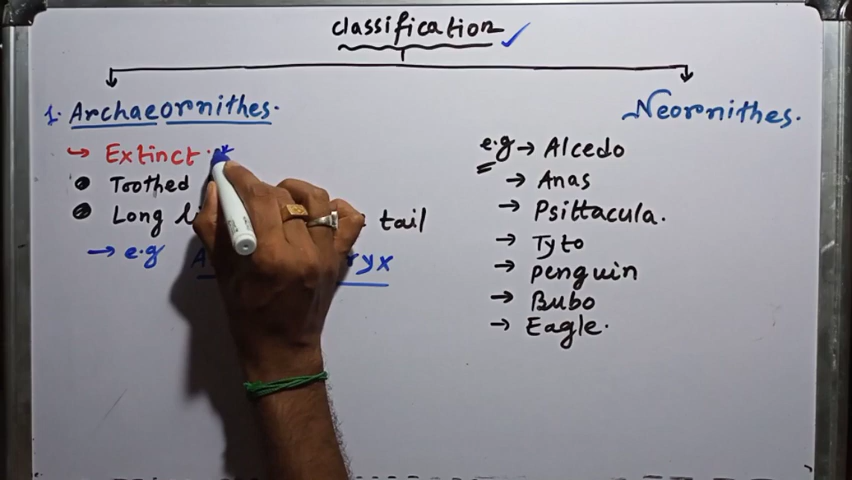 classification ✓
1. Archaeornithes.
→ Extinct. *
• Toothed
• Long tail
→ e.g
Neornithes.
e.g → Alcedo
→ Anas
→ Psittacula.
→ Tyto
→ penguin
→ Bubo
→ Eagle.